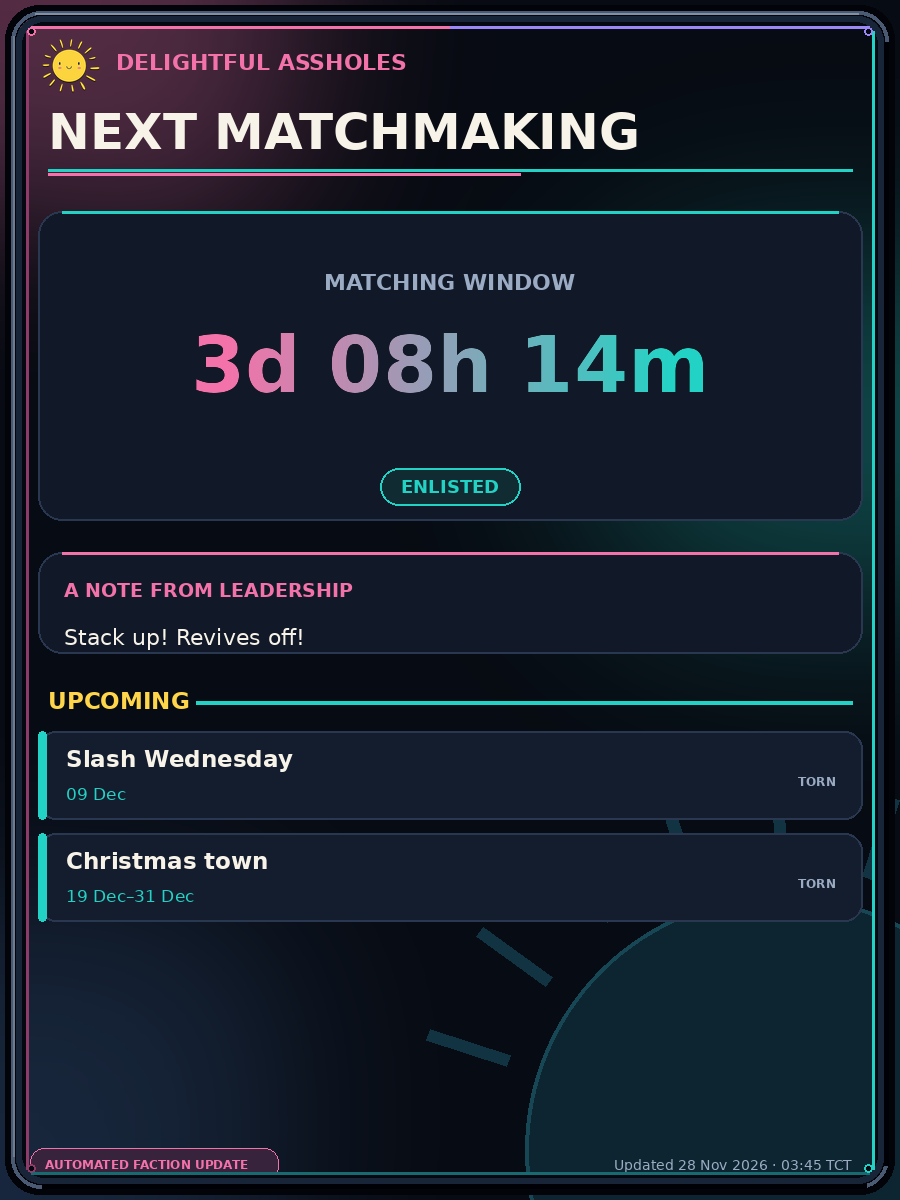 DELIGHTFUL ASSHOLES
NEXT MATCHMAKING
MATCHING WINDOW
3d 08h 14m
ENLISTED
A NOTE FROM LEADERSHIP
Stack up! Revives off!
UPCOMING
Slash Wednesday
09 Dec
TORN
Christmas town
19 Dec–31 Dec
TORN
AUTOMATED FACTION UPDATE
Updated 28 Nov 2026 · 03:45 TCT